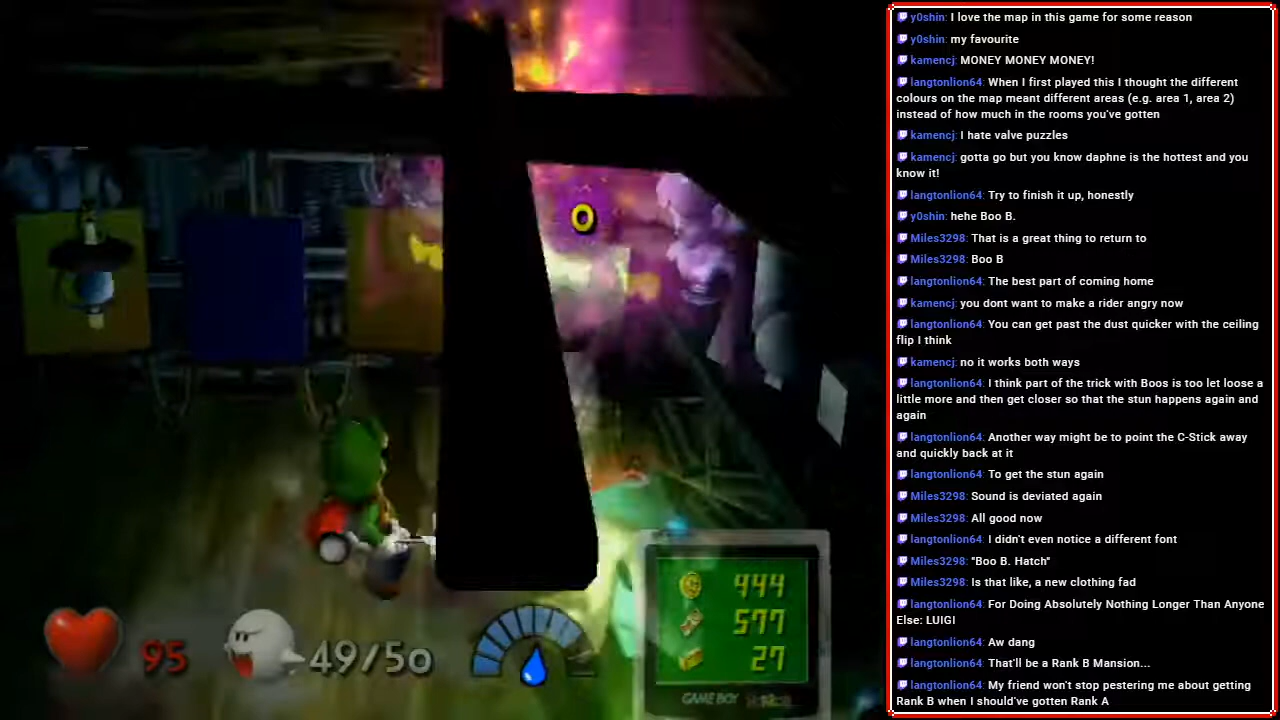 y0shin: I love the map in this game for some reason
y0shin: my favourite
kamencj: MONEY MONEY MONEY!
langtonlion64: When I first played this I thought the different
colours on the map meant different areas (e.g. area 1, area 2)
instead of how much in the rooms you've gotten
kamencj: I hate valve puzzles
kamencj: gotta go but you know daphne is the hottest and you
know it!
langtonlion64: Try to finish it up, honestly
y0shin: hehe Boo B.
Miles3298: That is a great thing to return to
Miles3298: Boo B
langtonlion64: The best part of coming home
kamencj: you dont want to make a rider angry now
langtonlion64: You can get past the dust quicker with the ceiling
flip I think
kamencj: no it works both ways
langtonlion64: I think part of the trick with Boos is too let loose a
little more and then get closer so that the stun happens again and
again
langtonlion64: Another way might be to point the C-Stick away
and quickly back at it
langtonlion64: To get the stun again
Miles3298: Sound is deviated again
Miles3298: All good now
langtonlion64: I didn't even notice a different font
Miles3298: "Boo B. Hatch"
Miles3298: Is that like, a new clothing fad
langtonlion64: For Doing Absolutely Nothing Longer Than Anyone
Else: LUIGI
langtonlion64: Aw dang
langtonlion64: That'll be a Rank B Mansion...
langtonlion64: My friend won't stop pestering me about getting
Rank B when I should've gotten Rank A
95
49/50
444
577
27
GAME BOY